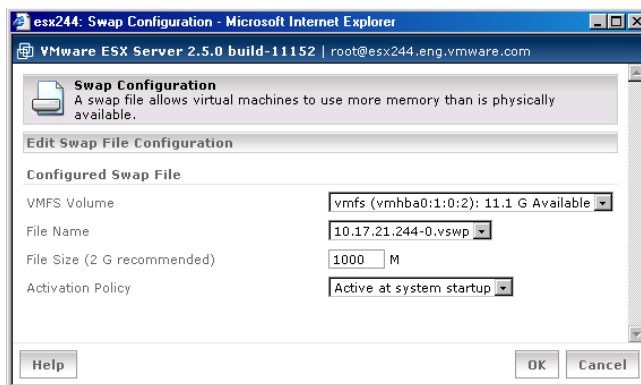 esx244: Swap Configuration - Microsoft Internet Explorer
VMware ESX Server 2.5.0 build-11152 | root@esx244.eng.vmware.com
Swap Configuration
A swap file allows virtual machines to use more memory than is physically
available.
Edit Swap File Configuration
Configured Swap File
VMFS Volume vmfs (vmhba0:1:0:2): 11.1 G Available
File Name 10.17.21.244-0.vswp
File Size (2 G recommended) 1000 M
Activation Policy Active at system startup
Help OK Cancel